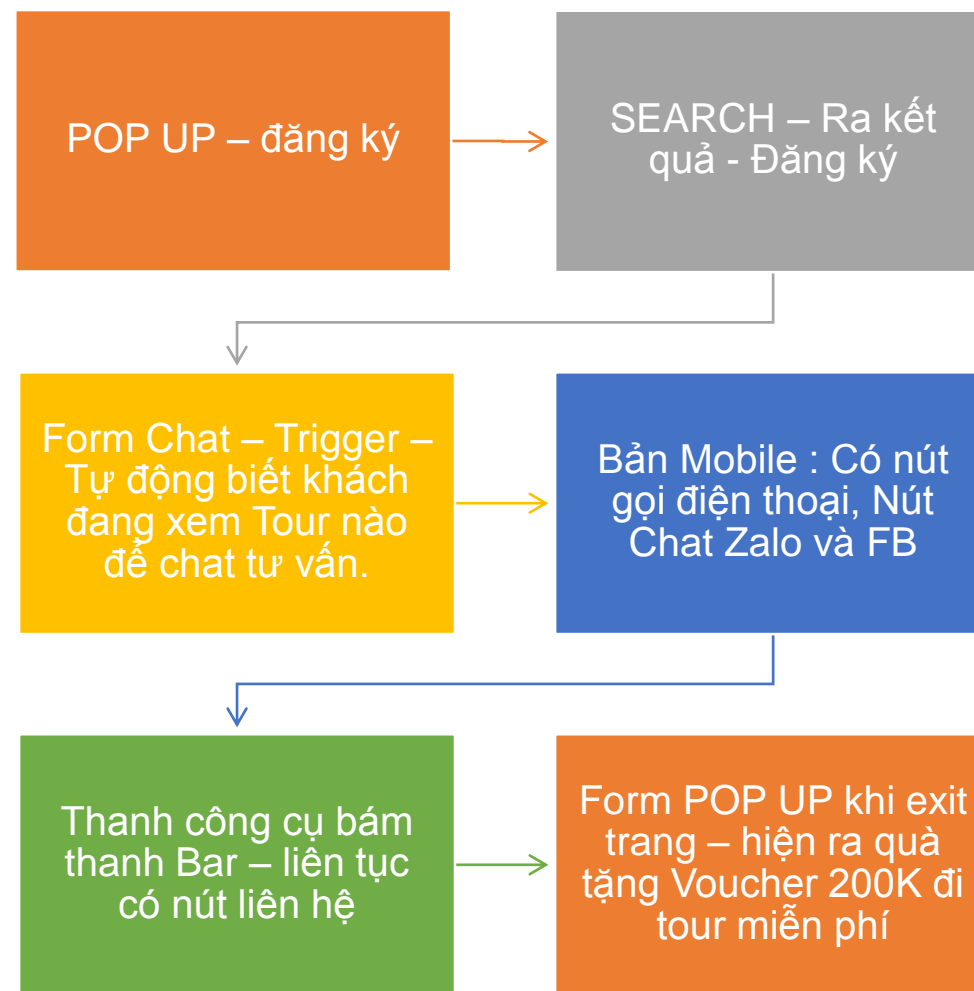 POP UP – đăng ký
SEARCH – Ra kết
quả - Đăng ký
Form Chat – Trigger –
Tự động biết khách
đang xem Tour nào
để chat tư vấn.
Bản Mobile : Có nút
gọi điện thoại, Nút
Chat Zalo và FB
Thanh công cụ bám
thanh Bar – liên tục
có nút liên hệ
Form POP UP khi exit
trang – hiện ra quà
tặng Voucher 200K đi
tour miễn phí